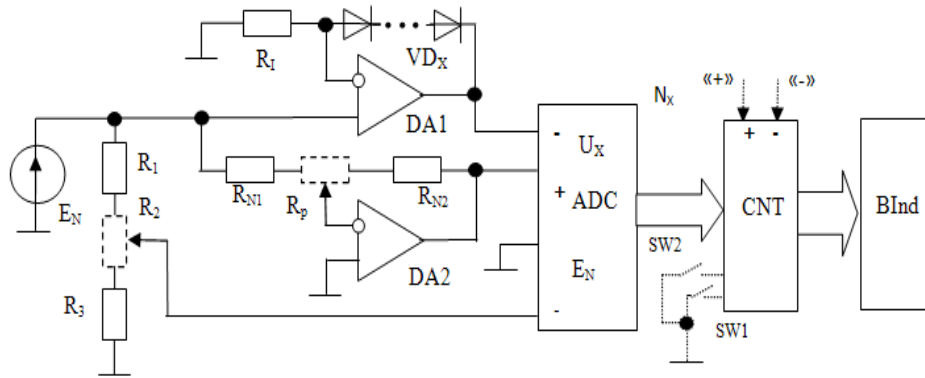 R_I
VD_X
DA1
N_X
«+»
«-»
-
U_X
+
ADC
E_N
-
+ -
CNT
BInd
R_1
R_N1
R_p
R_N2
E_N
R_2
DA2
SW2
R_3
SW1